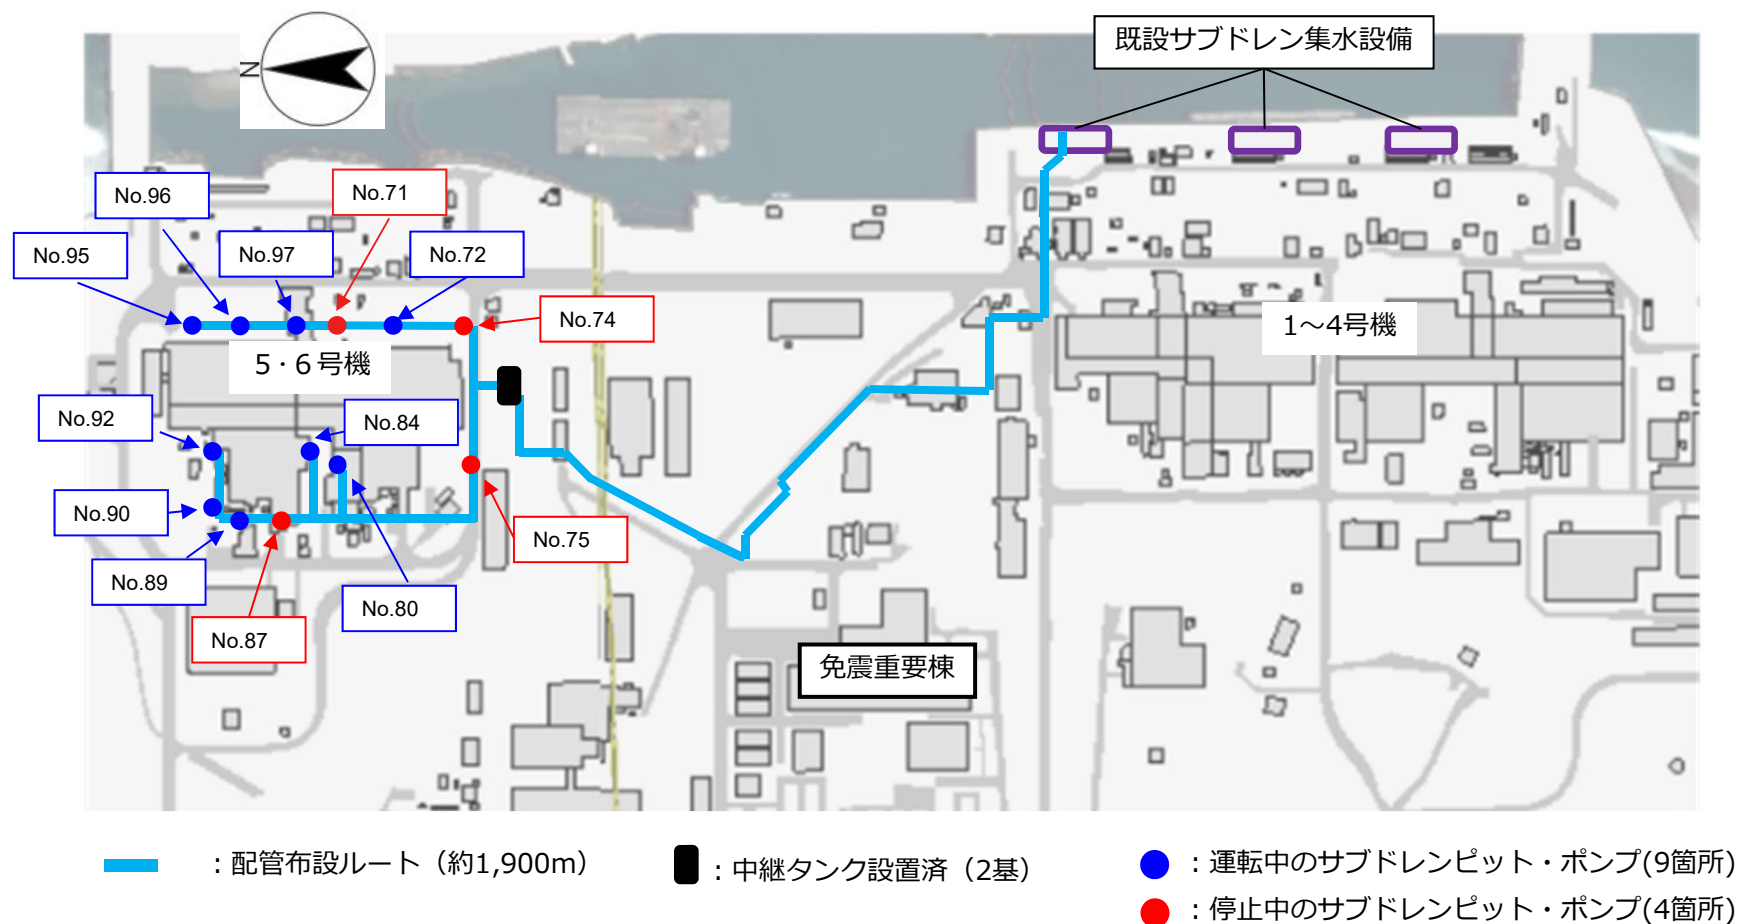 既設サブドレン集水設備
N
No.96
No.71
No.95
No.97
No.72
No.74
1～4号機
5・6号機
No.92
No.84
No.90
No.75
No.89
No.80
No.87
免震重要棟
：配管布設ルート（約1,900m）
：中継タンク設置済（2基）
：運転中のサブドレンピット・ポンプ(9箇所)
：停止中のサブドレンピット・ポンプ(4箇所)